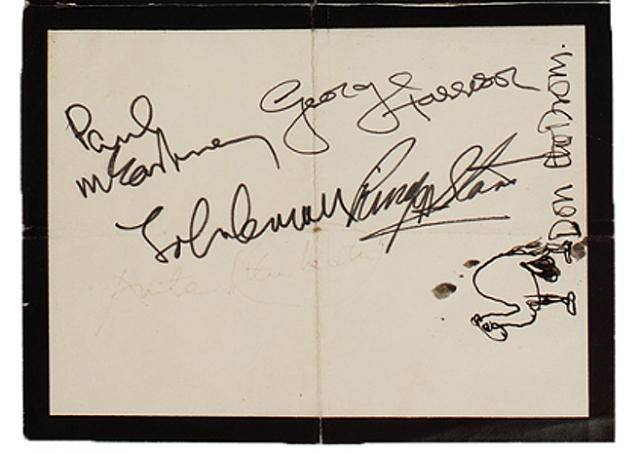 Paul
McCartney
George Harrison
John Lennon
Ringo Starr
Don